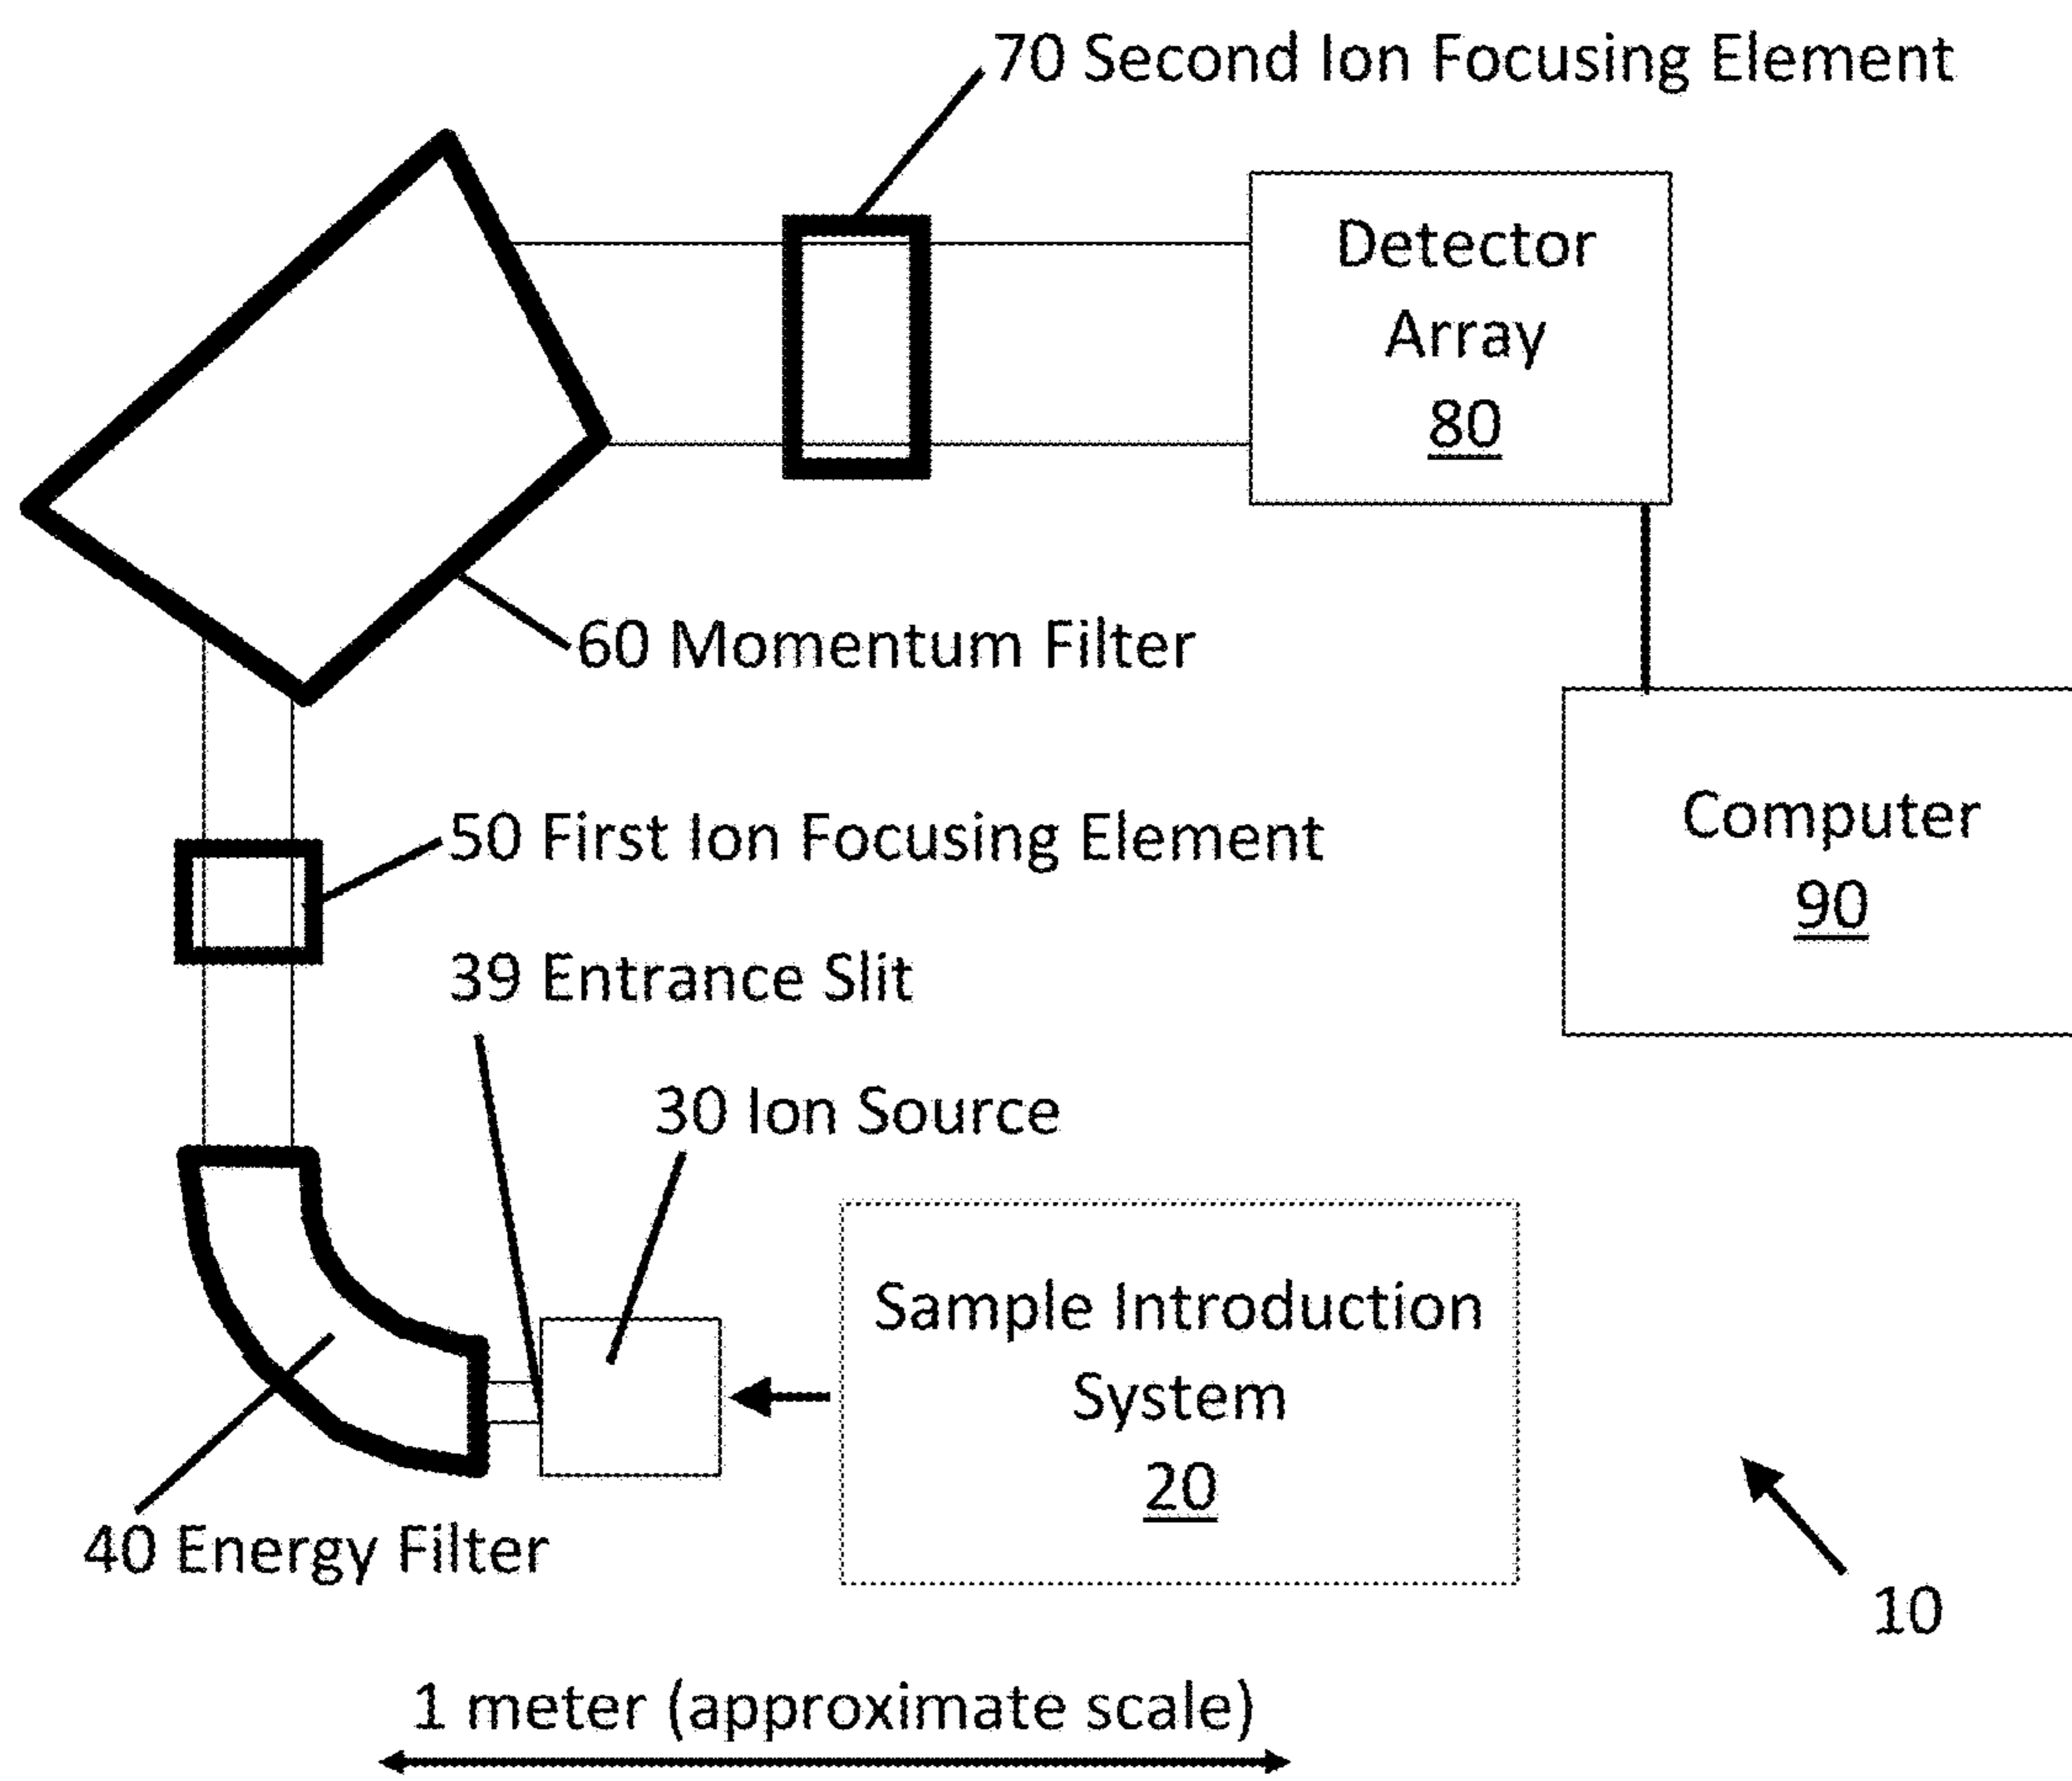 70 Second Ion Focusing Element
Detector
Array
80
60 Momentum Filter
Computer
90
50 First Ion Focusing Element
39 Entrance Slit
30 Ion Source
Sample Introduction
System
20
40 Energy Filter
10
1 meter (approximate scale)